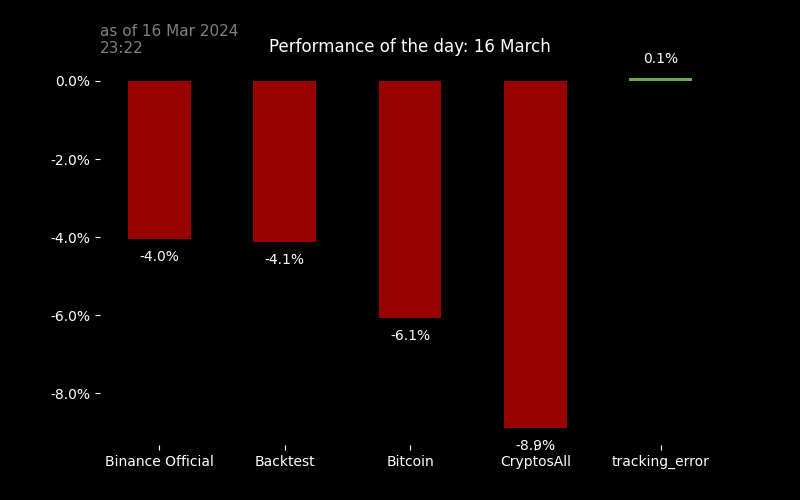 as of 16 Mar 2024
23:22
Performance of the day: 16 March
0.1%
0.0%
-2.0%
-4.0%
-6.0%
-8.0%
-4.0%
-4.1%
-6.1%
-8.9%
Binance Official
Backtest
Bitcoin
CryptosAll
tracking_error